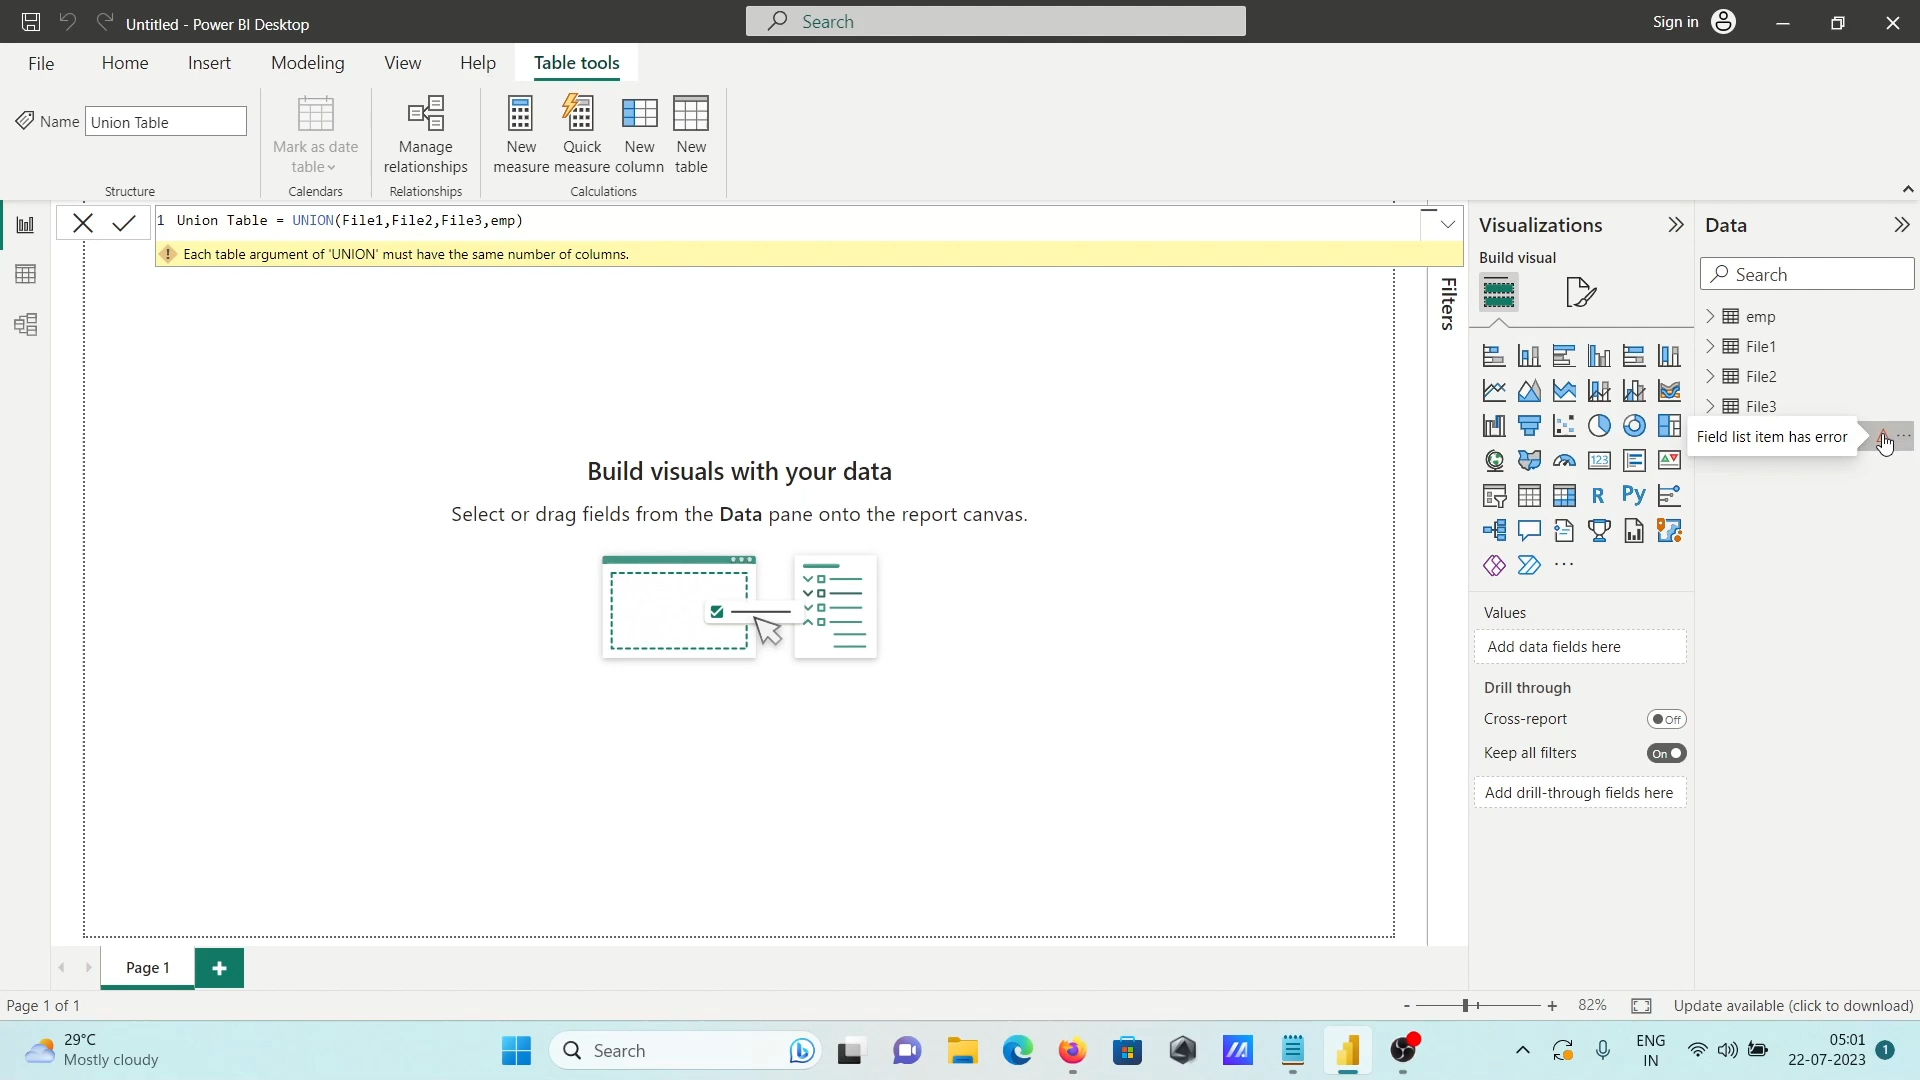 Untitled - Power BI Desktop
Search
Sign in
File
Home
Insert
Modeling
View
Help
Table tools
Name
Union Table
Mark as date
table
Manage
relationships
New
measure
Quick
measure
New
column
New
table
Structure
Calendars
Relationships
Calculations
1 Union Table = UNION(File1,File2,File3,emp)
Each table argument of 'UNION' must have the same number of columns.
Filters
Visualizations
Build visual
Data
Search
emp
File1
File2
File3
Field list item has error
123
R
Py
Build visuals with your data
Select or drag fields from the Data pane onto the report canvas.
Values
Add data fields here
Drill through
Cross-report
Off
Keep all filters
On
Add drill-through fields here
Page 1
Page 1 of 1
82%
Update available (click to download)
29°C
Mostly cloudy
Search
ENG
IN
05:01
22-07-2023
1